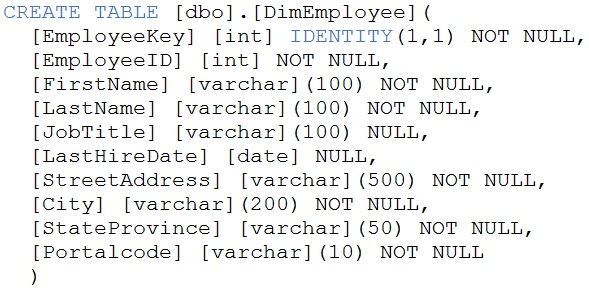 CREATE TABLE [dbo].[DimEmployee](
[EmployeeKey] [int] IDENTITY(1,1) NOT NULL,
[EmployeeID] [int] NOT NULL,
[FirstName] [varchar](100) NOT NULL,
[LastName] [varchar](100) NOT NULL,
[JobTitle] [varchar](100) NULL,
[LastHireDate] [date] NULL,
[StreetAddress] [varchar](500) NOT NULL,
[City] [varchar](200) NOT NULL,
[StateProvince] [varchar](50) NOT NULL,
[Portalcode] [varchar](10) NOT NULL
)